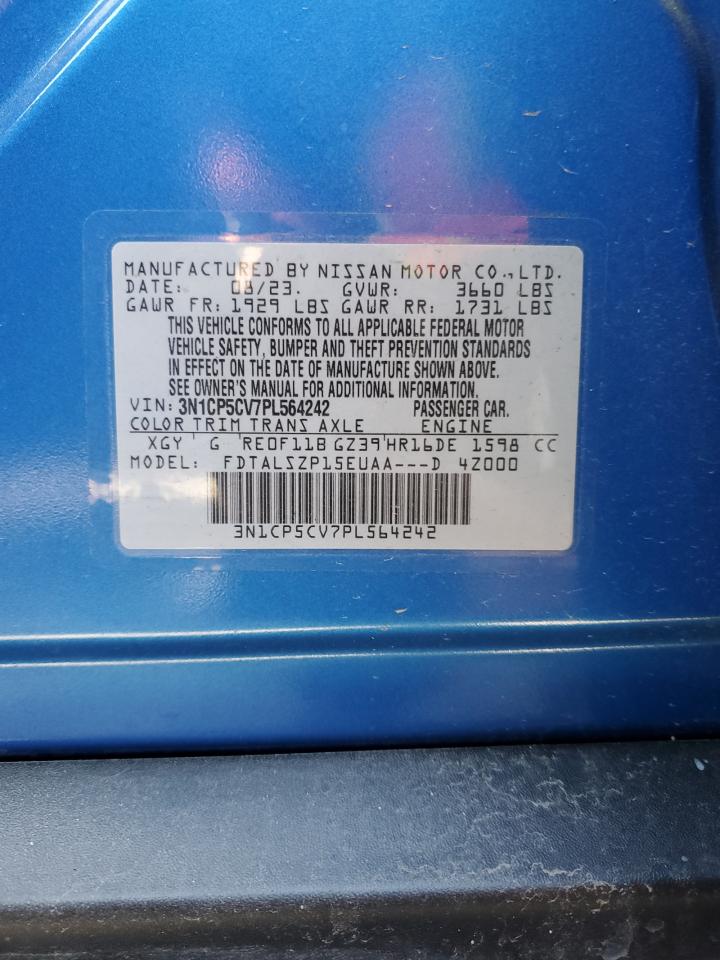 MANUFACTURED BY NISSAN MOTOR CO., LTD.
DATE: 08/23. GVWR: 3660 LBS
GAWR FR: 1929 LBS GAWR RR: 1731 LBS
THIS VEHICLE CONFORMS TO ALL APPLICABLE FEDERAL MOTOR
VEHICLE SAFETY, BUMPER AND THEFT PREVENTION STANDARDS
IN EFFECT ON THE DATE OF MANUFACTURE SHOWN ABOVE.
SEE OWNER'S MANUAL FOR ADDITIONAL INFORMATION.
VIN: 3N1CP5CV7PL564242 PASSENGER CAR.
COLOR TRIM TRANS AXLE ENGINE
XGY G RE0F11B GZ39 HR16DE 1598 CC
MODEL: FDTALSZP15EUAA---D 4Z000
3N1CP5CV7PL564242